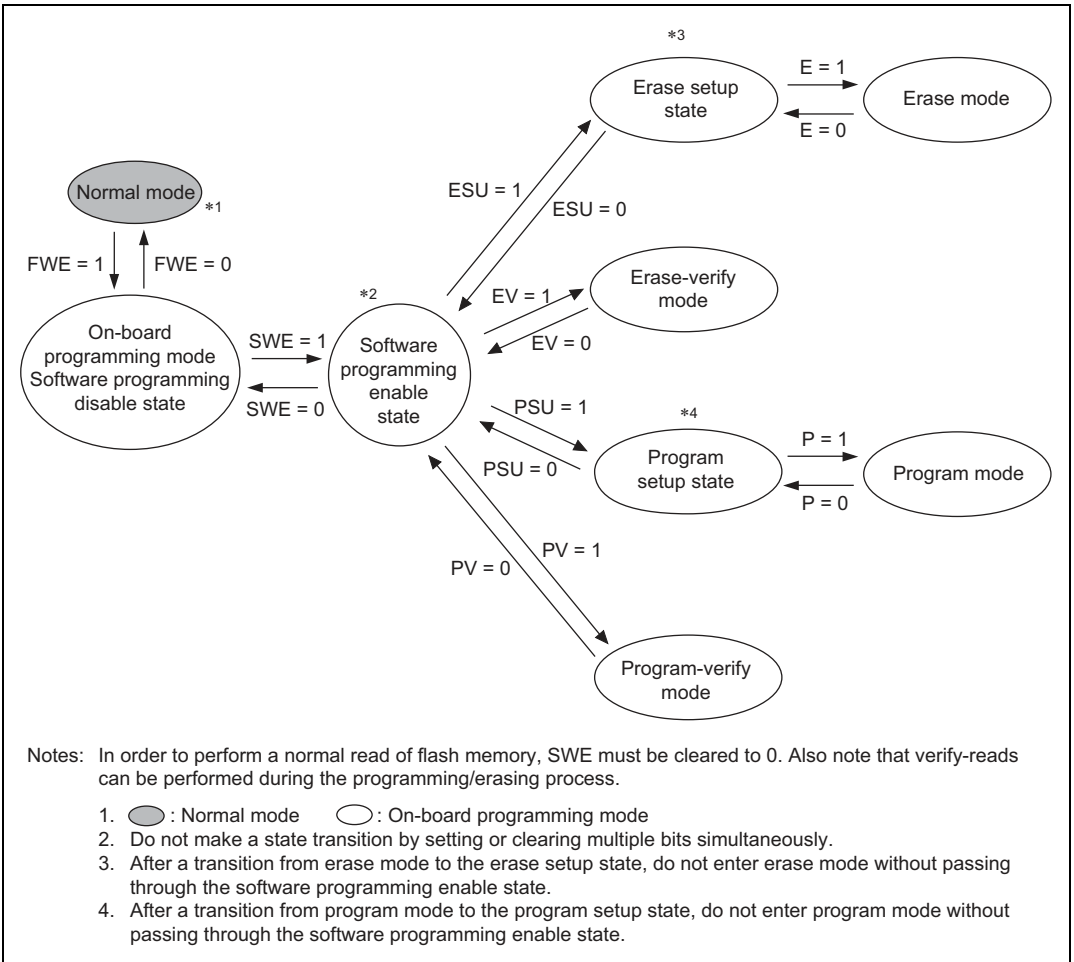 *3
Erase setup
state
E = 1
E = 0
Erase mode
Normal mode
*1
ESU = 1
ESU = 0
FWE = 1
FWE = 0
Erase-verify
mode
*2
EV = 1
EV = 0
On-board
programming mode
Software programming
disable state
SWE = 1
SWE = 0
Software
programming
enable
state
PSU = 1
PSU = 0
*4
Program
setup state
P = 1
P = 0
Program mode
PV = 1
PV = 0
Program-verify
mode
Notes: In order to perform a normal read of flash memory, SWE must be cleared to 0. Also note that verify-reads
can be performed during the programming/erasing process.
1. : Normal mode : On-board programming mode
2. Do not make a state transition by setting or clearing multiple bits simultaneously.
3. After a transition from erase mode to the erase setup state, do not enter erase mode without passing
through the software programming enable state.
4. After a transition from program mode to the program setup state, do not enter program mode without
passing through the software programming enable state.